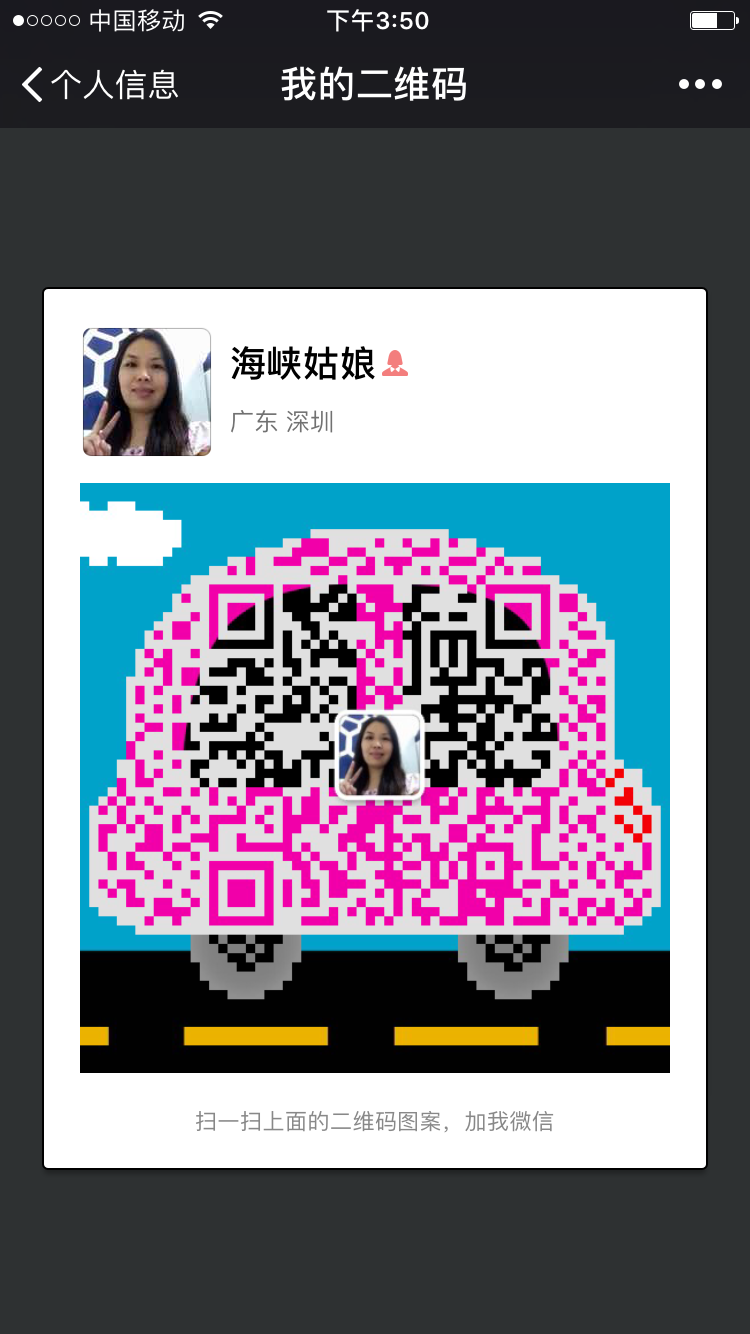 中国移动
下午3:50
个人信息
我的二维码
海峡姑娘
广东 深圳
扫一扫上面的二维码图案，加我微信